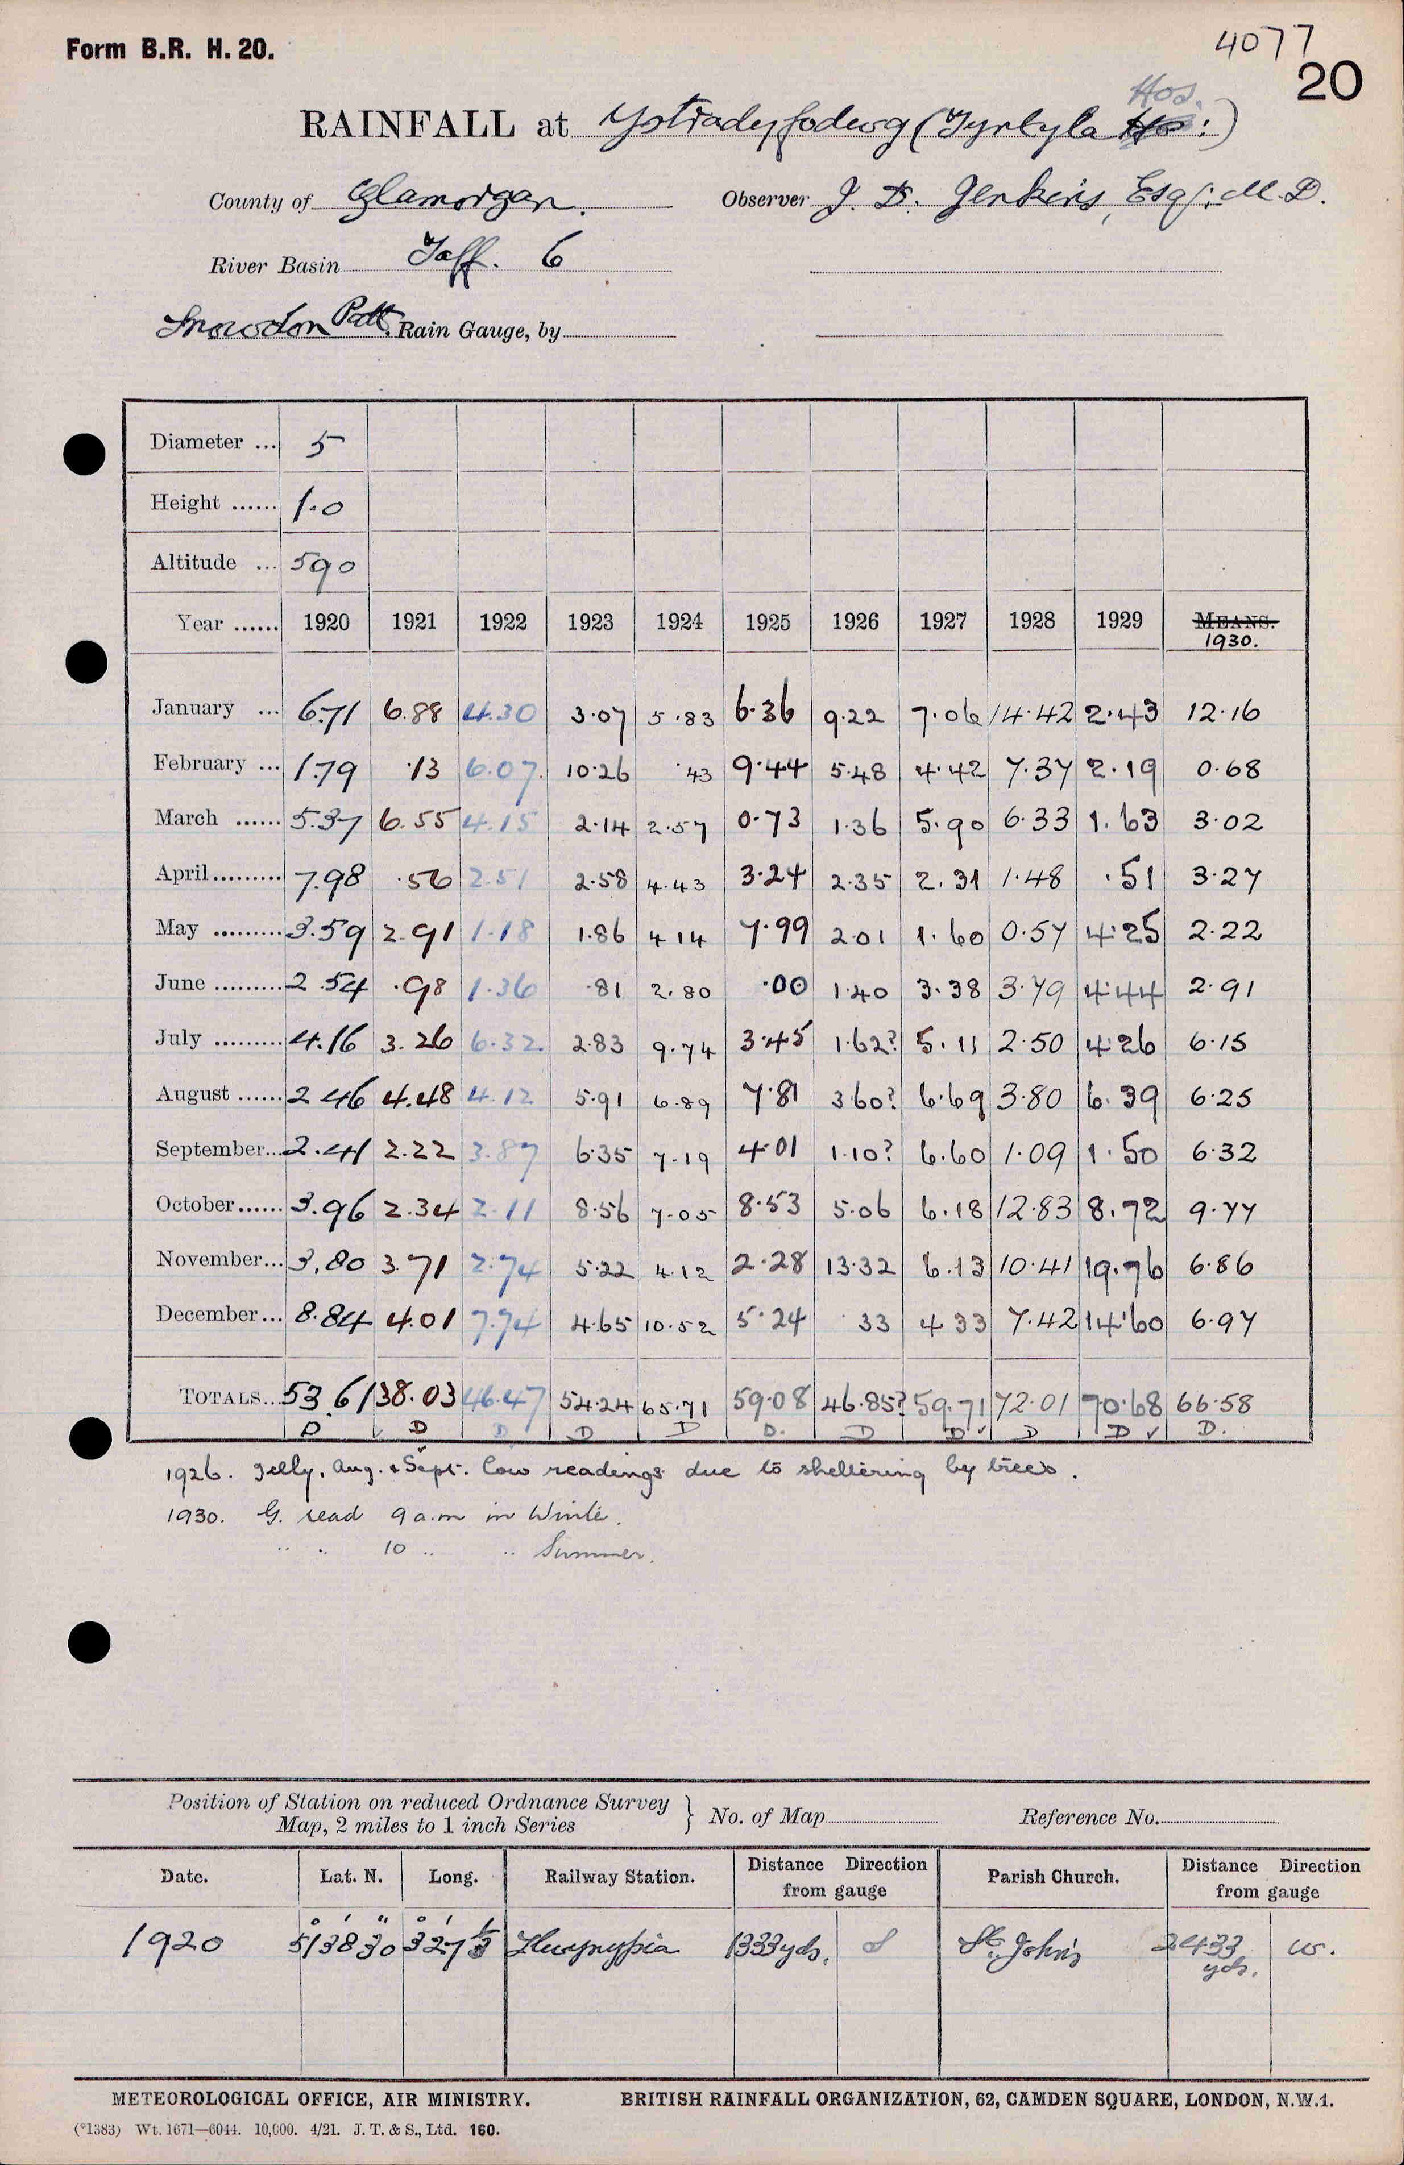 Form B.R. H. 20.
4077
20
RAINFALL at Ystradyfodwg (Tyntyla Hos. :)
County of Glamorgan. Observer J. D. Jenkins, Esq: M.D.
River Basin Taff. 6
Snowdon Patt. Rain Gauge, by
Diameter ... 5
Height ...... 1.0
Altitude ... 590
Year ...... 1920 1921 1922 1923 1924 1925 1926 1927 1928 1929 MEANS.
1930.
January ... 6.71 6.88 4.30 3.07 5.83 6.36 9.22 7.06 14.42 2.43 12.16
February ... 1.79 .13 6.07 10.26 .43 9.44 5.48 4.42 7.37 2.19 0.68
March ...... 5.37 6.55 4.15 2.14 2.57 0.73 1.36 5.90 6.33 1.63 3.02
April ......... 7.98 .56 2.51 2.58 4.43 3.24 2.35 2.31 1.48 .51 3.27
May ......... 3.59 2.91 1.18 1.86 4.14 7.99 2.01 1.60 0.57 4.25 2.22
June ......... 2.54 .98 1.36 .81 2.80 .00 1.40 3.38 3.79 4.44 2.91
July ......... 4.16 3.26 6.32 2.83 9.74 3.45 1.62? 5.11 2.50 4.26 6.15
August ...... 2.46 4.48 4.12 5.91 6.89 7.81 3.60? 6.69 3.80 6.39 6.25
September... 2.41 2.22 3.87 6.35 7.19 4.01 1.10? 6.60 1.09 1.50 6.32
October...... 3.96 2.34 2.11 8.56 7.05 8.53 5.06 6.18 12.83 8.72 9.77
November... 3.80 3.71 2.74 5.22 4.12 2.28 13.32 6.13 10.41 19.76 6.86
December... 8.84 4.01 7.74 4.65 10.52 5.24 33 4 33 7.42 14.60 6.97
TOTALS... 53.61 38.03 46.47 54.24 65.71 59.08 46.85? 59.71 72.01 70.68 66.58
D D D D D D. D D ✓ D D ✓ D.
1926. July, Aug. & Sept. low readings due to sheltering by trees.
1930. G. read 9 a.m in Winter.
" " 10 " " Summer.
Position of Station on reduced Ordnance Survey
Map, 2 miles to 1 inch Series } No. of Map Reference No.
Date. Lat. N. Long. Railway Station. Distance Direction from gauge Parish Church. Distance Direction from gauge
1920 51° 38' 30" 3° 27' Llwynypia 1333 yds. S St. John's 2433 yds. W.
METEOROLOGICAL OFFICE, AIR MINISTRY. BRITISH RAINFALL ORGANIZATION, 62, CAMDEN SQUARE, LONDON, N.W.1.
(*1383) Wt. 1671—6044. 10,000. 4/21. J. T. & S., Ltd. 160.